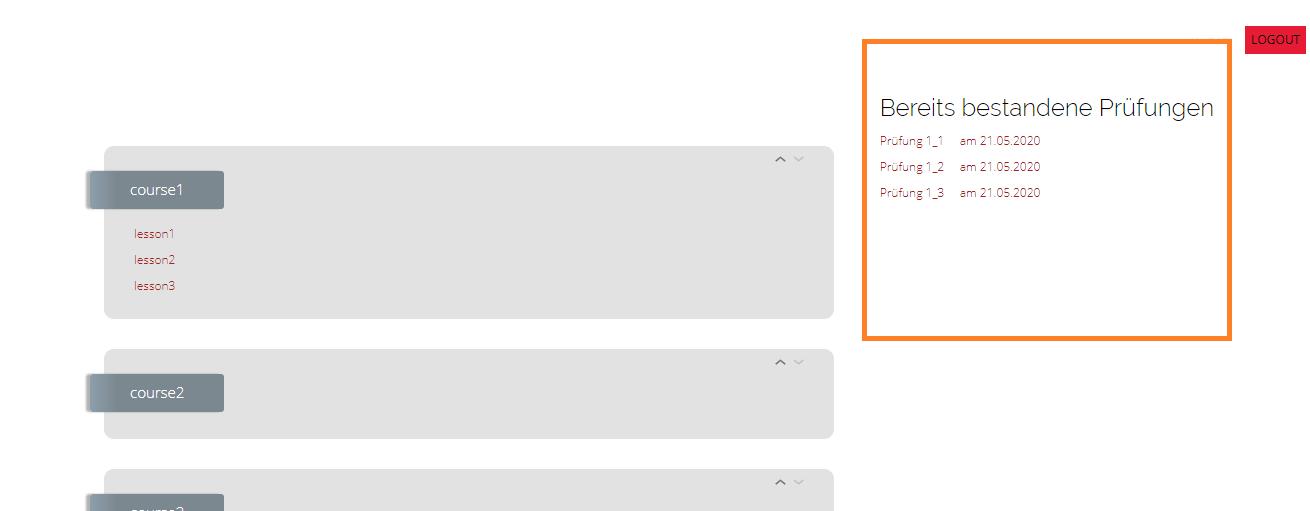 LOGOUT
Bereits bestandene Prüfungen
Prüfung 1_1 am 21.05.2020
Prüfung 1_2 am 21.05.2020
Prüfung 1_3 am 21.05.2020
course1
lesson1
lesson2
lesson3
course2